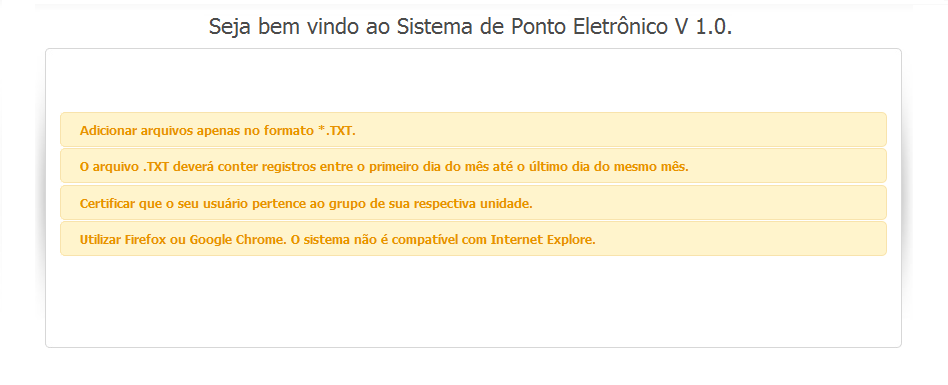 Seja bem vindo ao Sistema de Ponto Eletrônico V 1.0.
Adicionar arquivos apenas no formato *.TXT.
O arquivo .TXT deverá conter registros entre o primeiro dia do mês até o último dia do mesmo mês.
Certificar que o seu usuário pertence ao grupo de sua respectiva unidade.
Utilizar Firefox ou Google Chrome. O sistema não é compatível com Internet Explore.